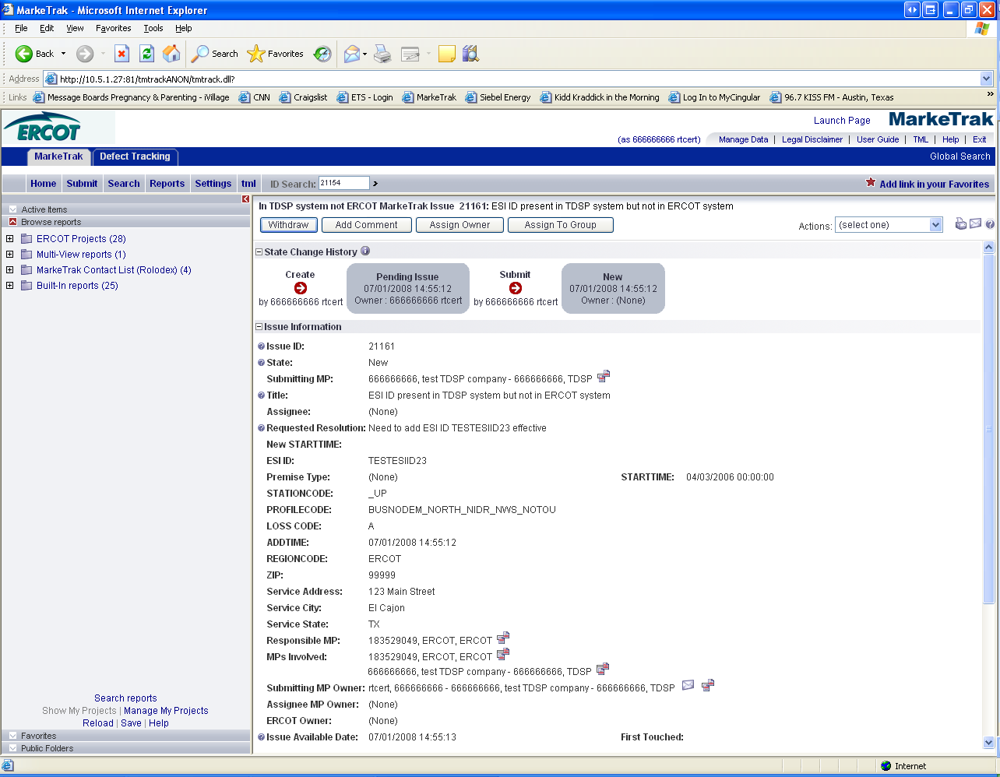 MarkeTrak - Microsoft Internet Explorer
File Edit View Favorites Tools Help
Back Search Favorites
Address http://10.5.1.27:81/tmtrackANON/tmtrack.dll?
Links Message Boards Pregnancy & Parenting - iVillage CNN Craigslist ETS - Login MarkeTrak Siebel Energy Kidd Kraddick in the Morning Log In to MyCingular 96.7 KISS FM - Austin, Texas »
ERCOT Launch Page MarkeTrak
(as 666666666 rtcert) Manage Data | Legal Disclaimer | User Guide | TML | Help | Exit
MarkeTrak Defect Tracking Global Search
Home Submit Search Reports Settings tml ID Search: 21154 Add link in your Favorites
Active Items
Browse reports
ERCOT Projects (28)
Multi-View reports (1)
MarkeTrak Contact List (Rolodex) (4)
Built-In reports (25)
Search reports
Show My Projects | Manage My Projects
Reload | Save | Help
Favorites
Public Folders
In TDSP system not ERCOT MarkeTrak Issue 21161: ESI ID present in TDSP system but not in ERCOT system
Withdraw Add Comment Assign Owner Assign To Group Actions: (select one)
State Change History
Create Pending Issue Submit New
07/01/2008 14:55:12 07/01/2008 14:55:12
by 666666666 rtcert Owner : 666666666 rtcert by 666666666 rtcert Owner : (None)
Issue Information
Issue ID: 21161
State: New
Submitting MP: 666666666, test TDSP company - 666666666, TDSP
Title: ESI ID present in TDSP system but not in ERCOT system
Assignee: (None)
Requested Resolution: Need to add ESI ID TESTESIID23 effective
New STARTTIME:
ESI ID: TESTESIID23
Premise Type: (None) STARTTIME: 04/03/2006 00:00:00
STATIONCODE: _UP
PROFILECODE: BUSNODEM_NORTH_NIDR_NWS_NOTOU
LOSS CODE: A
ADDTIME: 07/01/2008 14:55:12
REGIONCODE: ERCOT
ZIP: 99999
Service Address: 123 Main Street
Service City: El Cajon
Service State: TX
Responsible MP: 183529049, ERCOT, ERCOT
MPs Involved: 183529049, ERCOT, ERCOT
666666666, test TDSP company - 666666666, TDSP
Submitting MP Owner: rtcert, 666666666 - 666666666, test TDSP company - 666666666, TDSP
Assignee MP Owner: (None)
ERCOT Owner: (None)
Issue Available Date: 07/01/2008 14:55:13 First Touched:
Internet